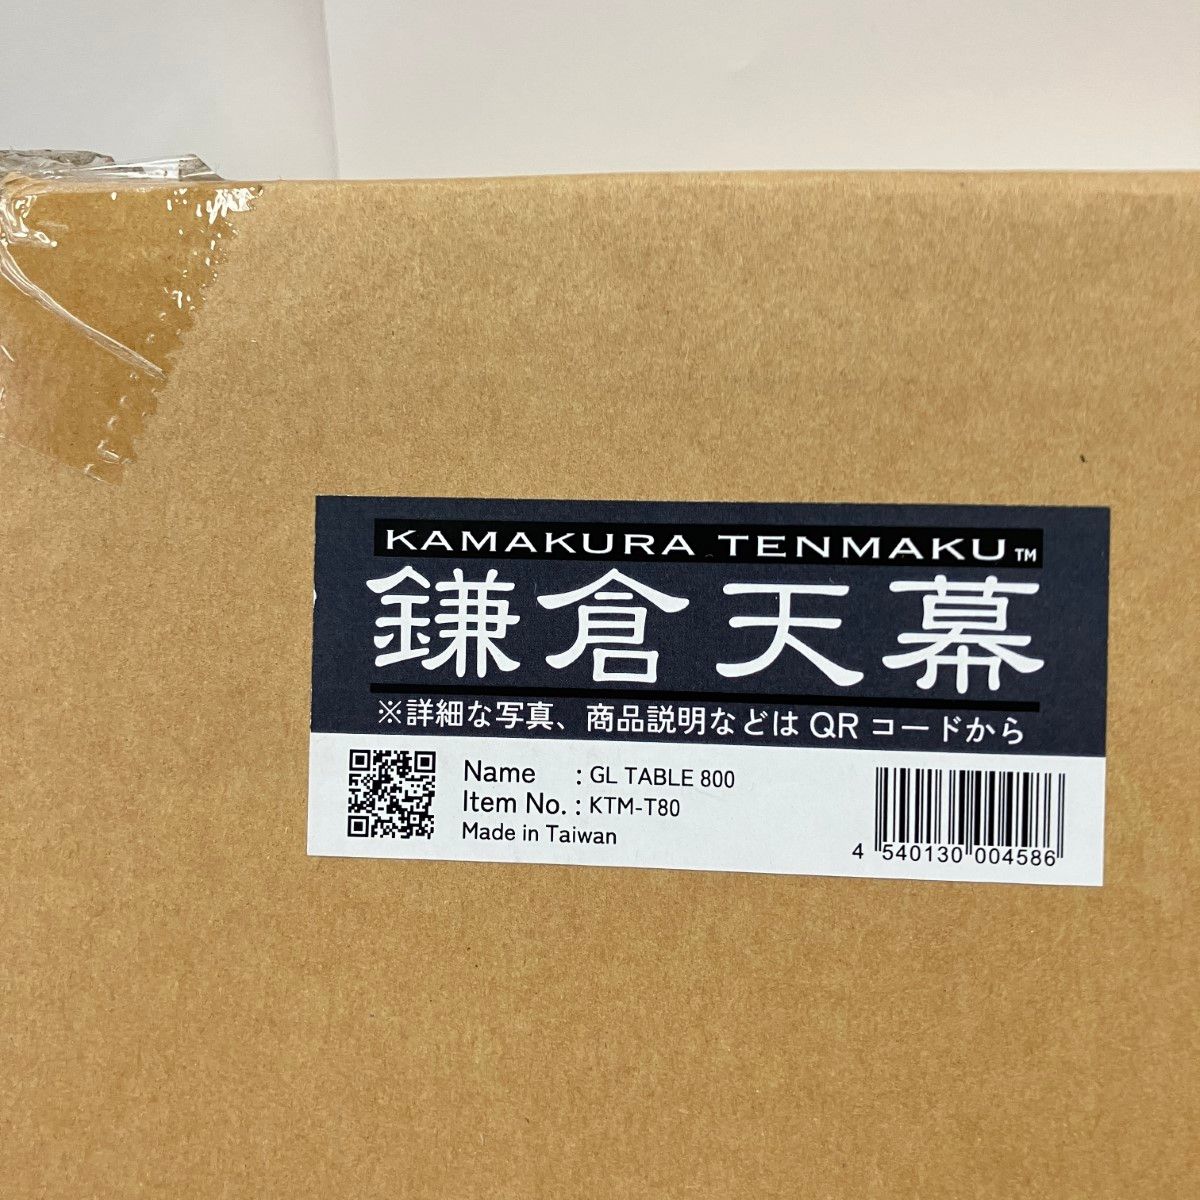 KAMAKURA TENMAKU™
鎌倉天幕
※詳細な写真、商品説明などはQRコードから
Name : GL TABLE 800
Item No. : KTM-T80
Made in Taiwan
4 540130 004586